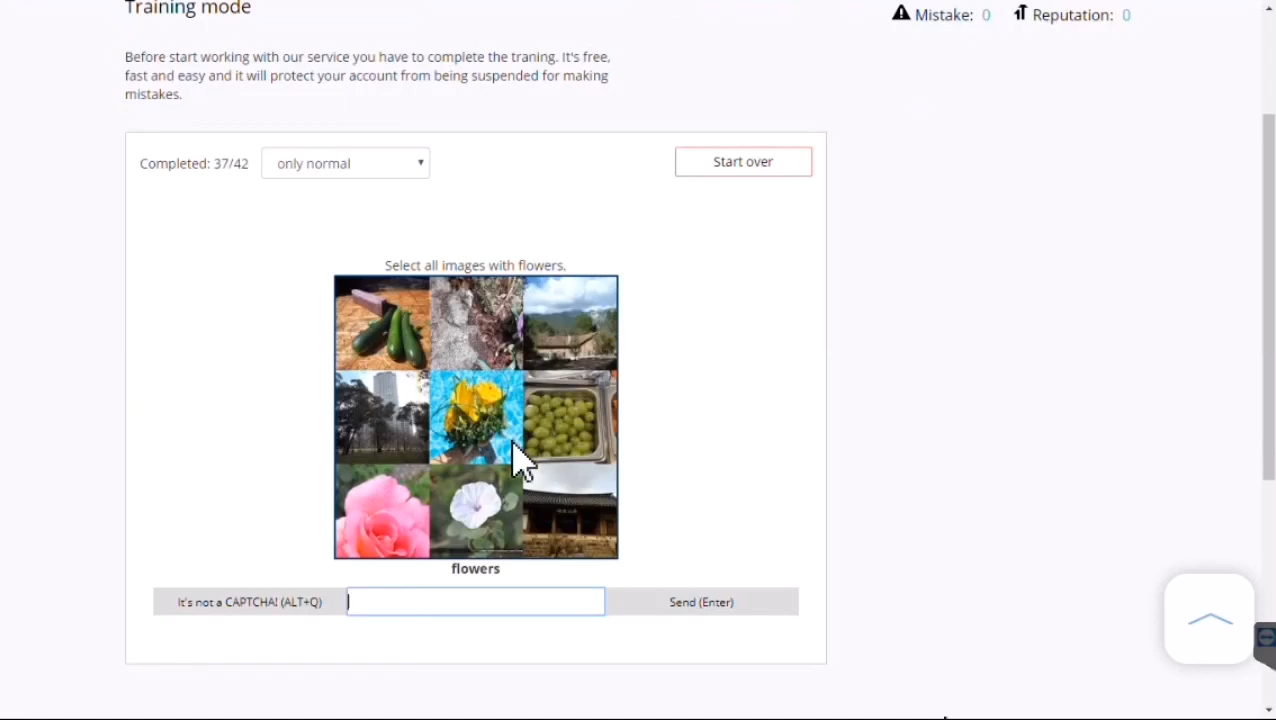 Training mode
Mistake: 0 Reputation: 0
Before start working with our service you have to complete the traning. It's free,
fast and easy and it will protect your account from being suspended for making
mistakes.
Completed: 37/42 only normal Start over
Select all images with flowers.
flowers
It's not a CAPTCHA! (ALT+Q) Send (Enter)